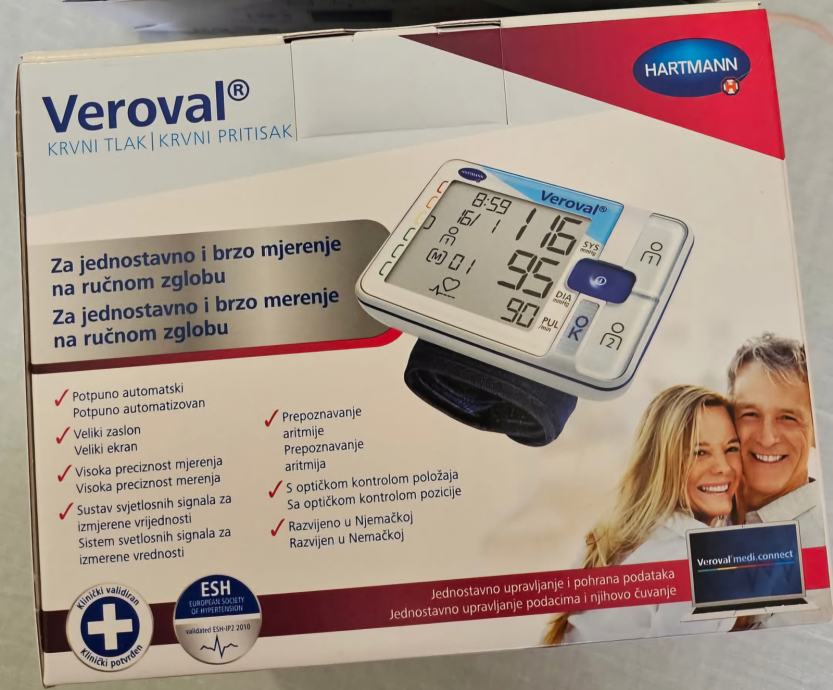 HARTMANN
Veroval®
KRVNI TLAK | KRVNI PRITISAK
Za jednostavno i brzo mjerenje
na ručnom zglobu
Za jednostavno i brzo merenje
na ručnom zglobu
HARTMANN
Veroval®
8:59
16/ 1
116
SYS
mmHg
M 01
95
DIA
mmHg
90
PUL
/min
OK
1
2
Potpuno automatski
Potpuno automatizovan
Veliki zaslon
Veliki ekran
Visoka preciznost mjerenja
Visoka preciznost merenja
Sustav svjetlosnih signala za
izmjerene vrijednosti
Sistem svetlosnih signala za
izmerene vrednosti
Prepoznavanje
aritmije
Prepoznavanje
aritmija
S optičkom kontrolom položaja
Sa optičkom kontrolom pozicije
Razvijeno u Njemačkoj
Razvijen u Nemačkoj
Klinički validiran
Klinički potvrđen
ESH
EUROPEAN SOCIETY
OF HYPERTENSION
validated ESH-IP2 2010
Jednostavno upravljanje i pohrana podataka
Jednostavno upravljanje podacima i njihovo čuvanje
Veroval® medi.connect